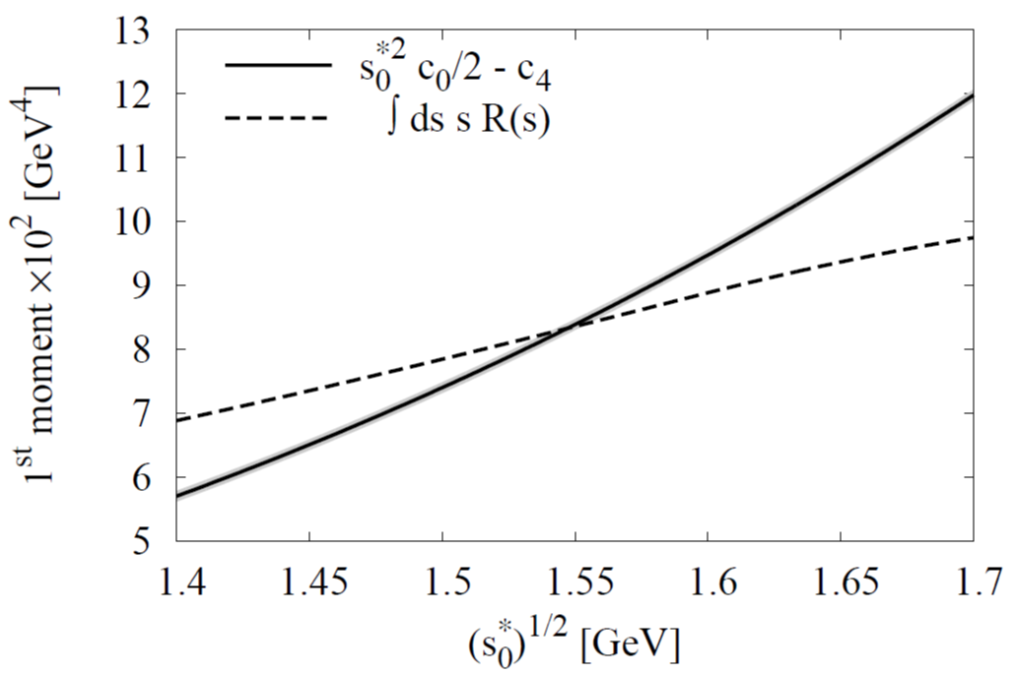 13
12
11
10
9
8
7
6
5
1st moment ×10² [GeV⁴]
s₀*² c₀/2 - c₄
∫ ds s R(s)
1.4 1.45 1.5 1.55 1.6 1.65 1.7
(s₀*)¹/² [GeV]